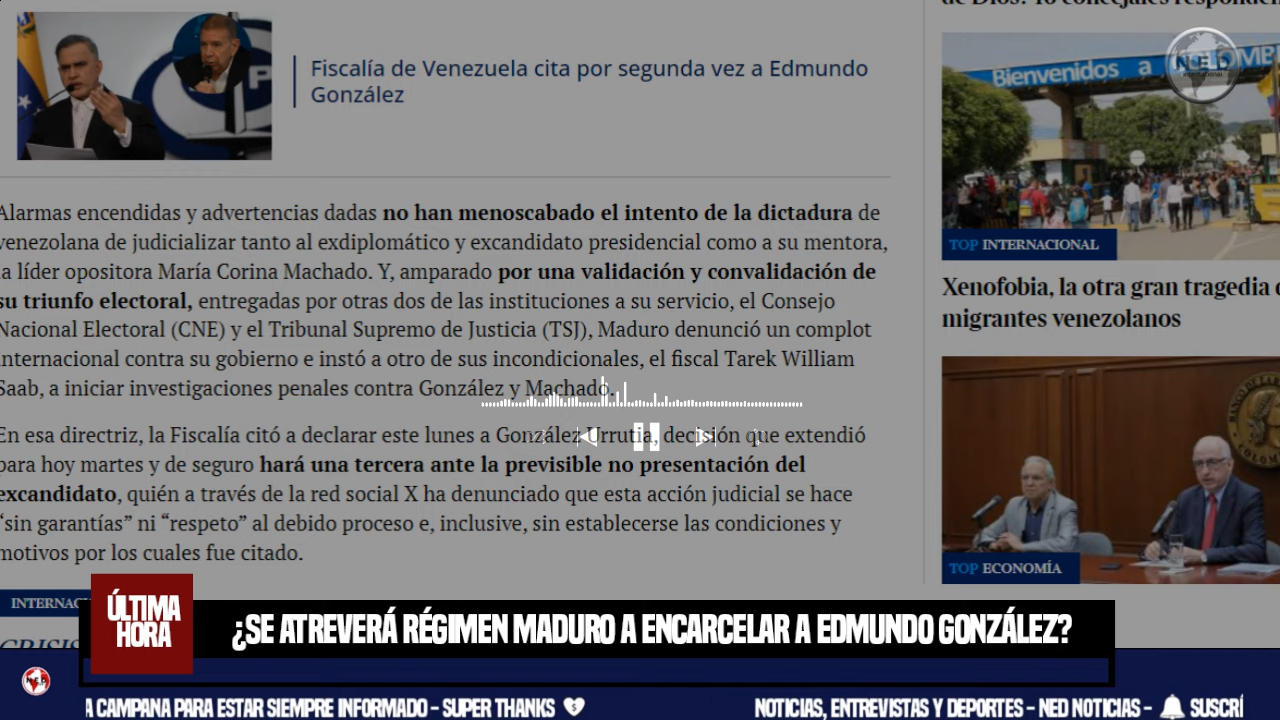 de Dios: 16 concejales responden
Fiscalía de Venezuela cita por segunda vez a Edmundo
González
Bienvenidos a
NED
International
Alarmas encendidas y advertencias dadas no han menoscabado el intento de la dictadura de
venezolana de judicializar tanto al exdiplomático y excandidato presidencial como a su mentora,
la líder opositora María Corina Machado. Y, amparado por una validación y convalidación de
su triunfo electoral, entregadas por otras dos de las instituciones a su servicio, el Consejo
Nacional Electoral (CNE) y el Tribunal Supremo de Justicia (TSJ), Maduro denunció un complot
internacional contra su gobierno e instó a otro de sus incondicionales, el fiscal Tarek William
Saab, a iniciar investigaciones penales contra González y Machado.
En esa directriz, la Fiscalía citó a declarar este lunes a González Urrutia, decisión que extendió
para hoy martes y de seguro hará una tercera ante la previsible no presentación del
excandidato, quién a través de la red social X ha denunciado que esta acción judicial se hace
“sin garantías” ni “respeto” al debido proceso e, inclusive, sin establecerse las condiciones y
motivos por los cuales fue citado.
TOP INTERNACIONAL
Xenofobia, la otra gran tragedia d
migrantes venezolanos
TOP ECONOMÍA
INTERNAC
CRISIS
ÚLTIMA
HORA
¿SE ATREVERÁ RÉGIMEN MADURO A ENCARCELAR A EDMUNDO GONZÁLEZ?
A CAMPANA PARA ESTAR SIEMPRE INFORMADO - SUPER THANKS
NOTICIAS, ENTREVISTAS Y DEPORTES - NED NOTICIAS -
SUSCRÍ